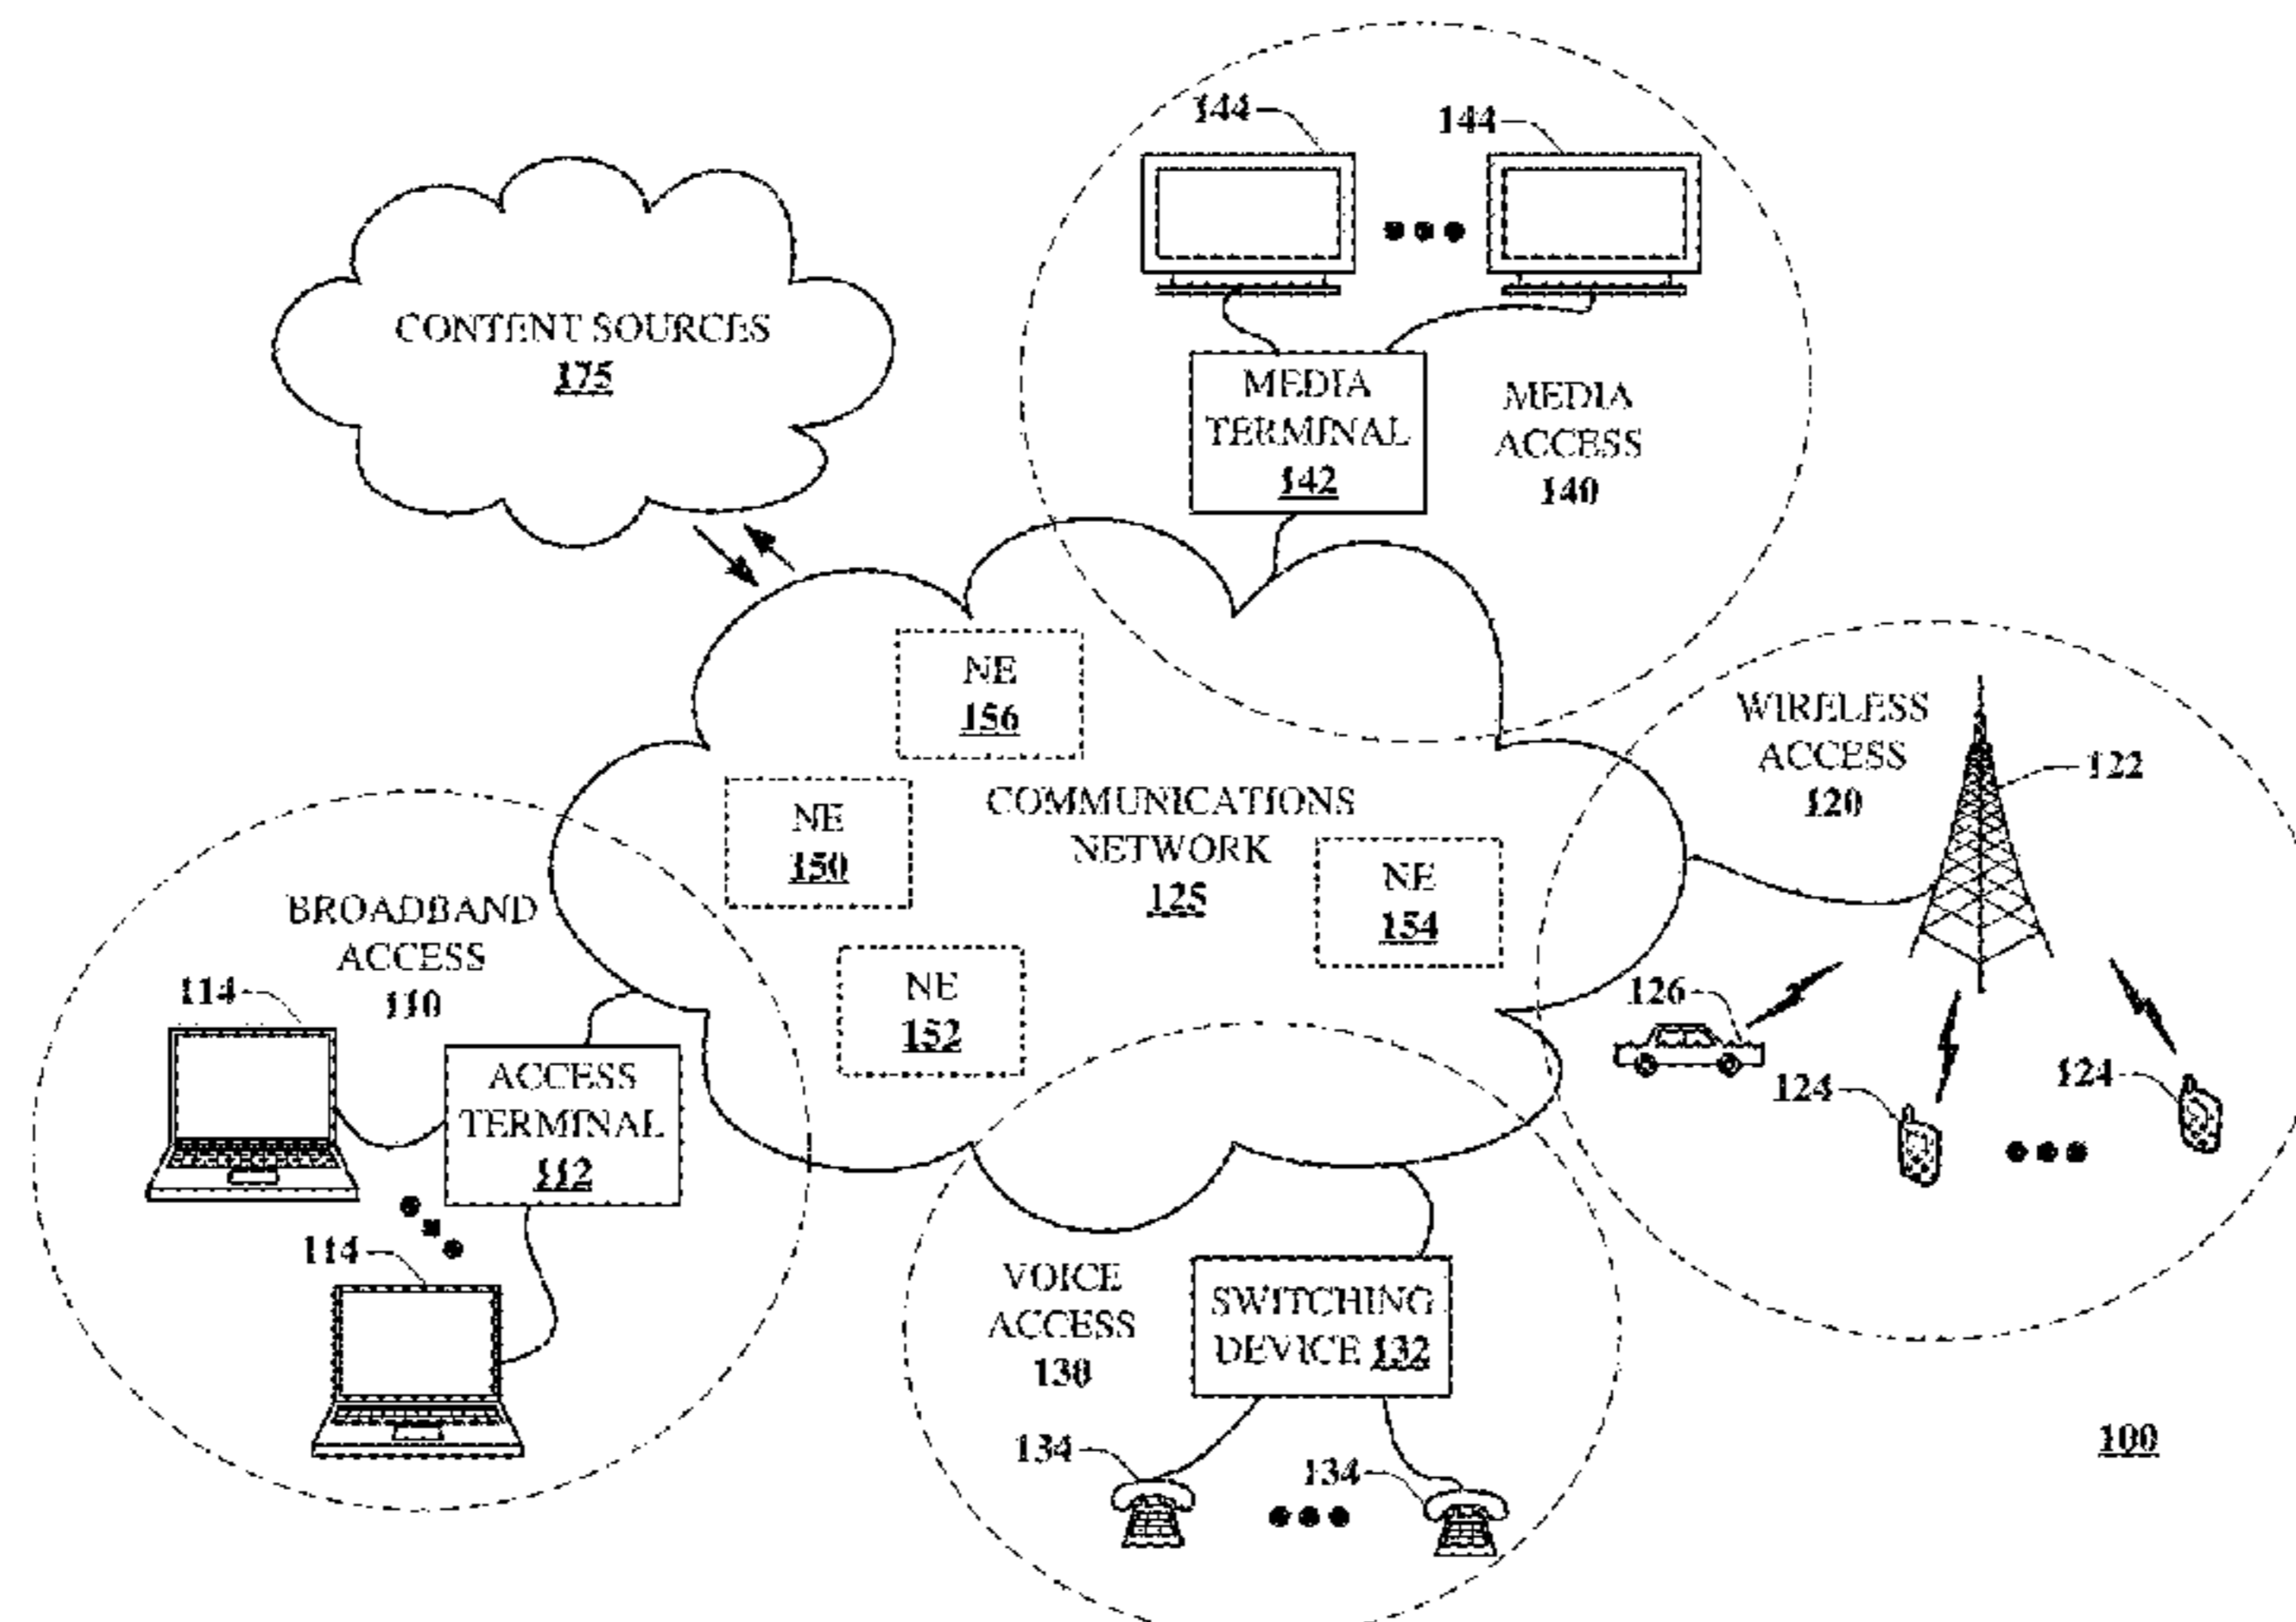 144
144
CONTENT SOURCES
175
MEDIA
TERMINAL
142
MEDIA
ACCESS
140
NE
156
WIRELESS
ACCESS
120
122
NE
150
COMMUNICATIONS
NETWORK
125
NE
154
BROADBAND
ACCESS
110
114
NE
152
126
124
124
ACCESS
TERMINAL
112
114
VOICE
ACCESS
130
SWITCHING
DEVICE 132
134
134
100